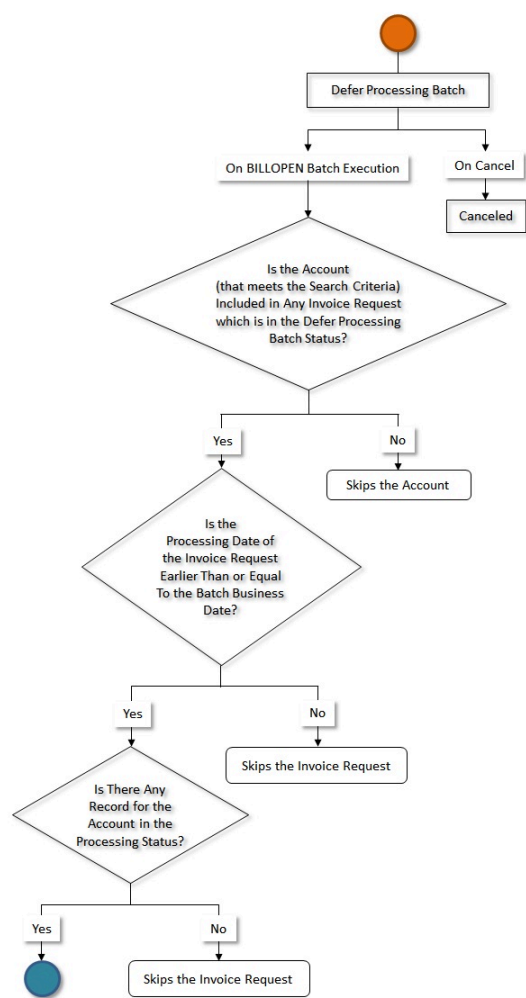 Defer Processing Batch
On BILLOPEN Batch Execution
On Cancel
Canceled
Is the Account
(that meets the Search Criteria)
Included in Any Invoice Request
which is in the Defer Processing
Batch Status?
Yes
No
Skips the Account
Is the
Processing Date of
the Invoice Request
Earlier Than or Equal
To the Batch Business
Date?
Yes
No
Skips the Invoice Request
Is There Any
Record for the
Account in the
Processing Status?
Yes
No
Skips the Invoice Request